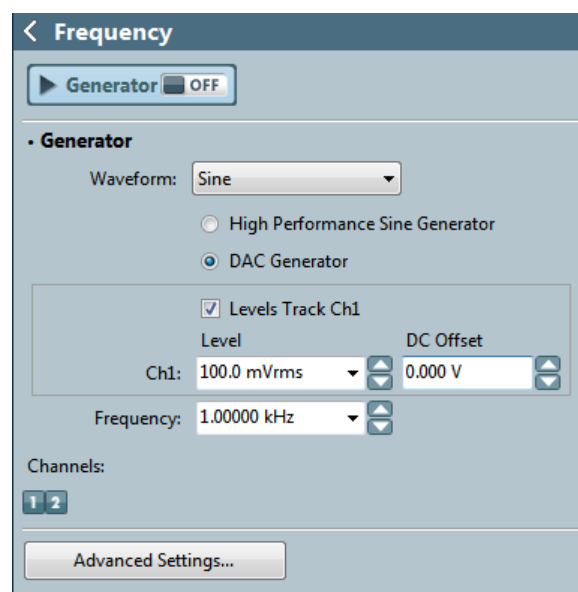 Frequency
Generator OFF
• Generator
Waveform: Sine
High Performance Sine Generator
DAC Generator
Levels Track Ch1
Level DC Offset
Ch1: 100.0 mVrms 0.000 V
Frequency: 1.00000 kHz
Channels:
1 2
Advanced Settings...